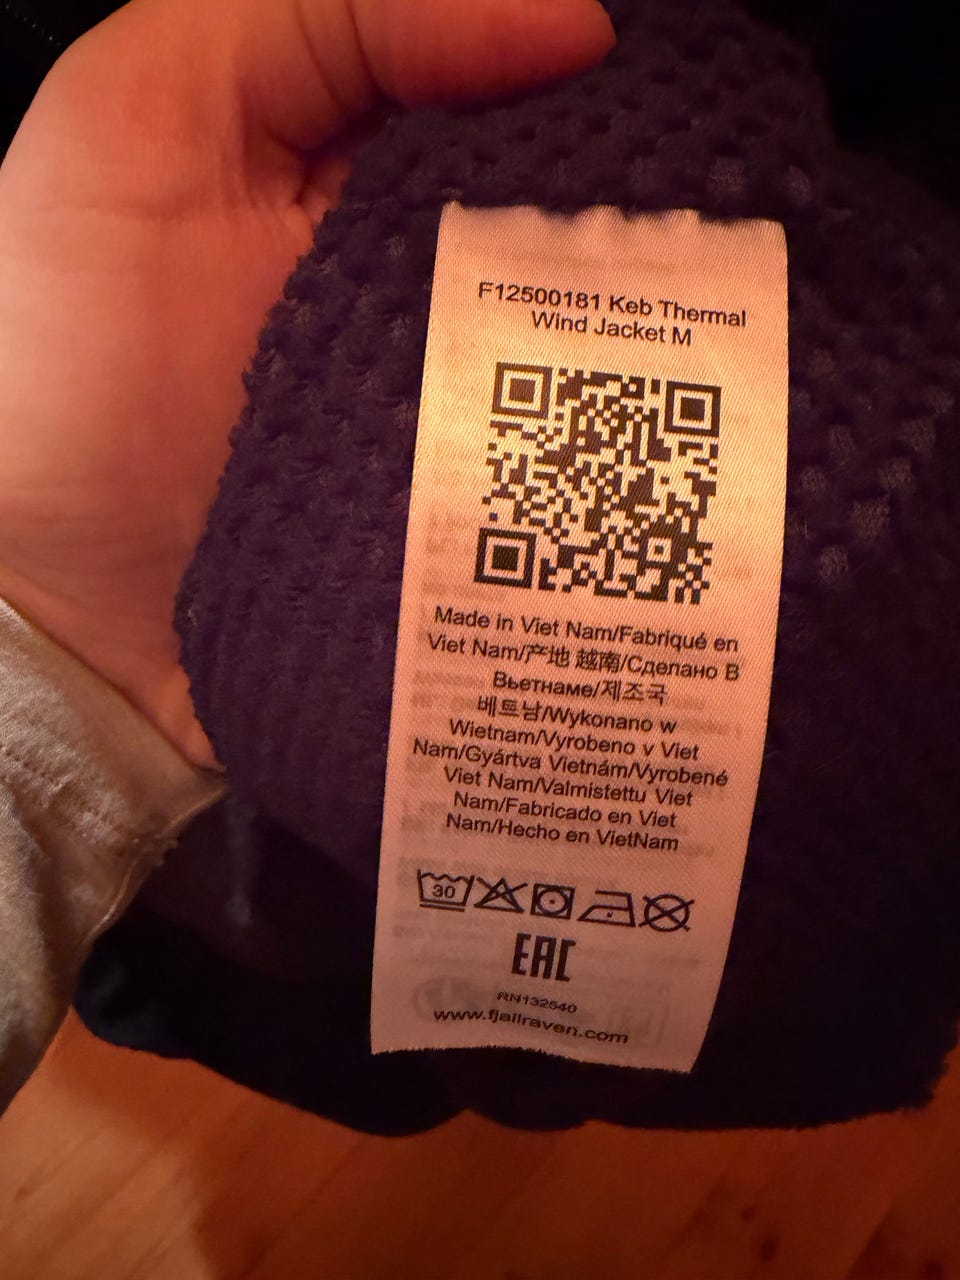 F12500181 Keb Thermal
Wind Jacket M
Made in Viet Nam/Fabriqué en
Viet Nam/产地 越南/Сделано В
Вьетнаме/제조국
베트남/Wykonano w
Wietnam/Vyrobeno v Viet
Nam/Gyártva Vietnám/Vyrobené
Viet Nam/Valmistettu Viet
Nam/Fabricado en Viet
Nam/Hecho en VietNam
30
EAC
RN132540
www.fjallraven.com